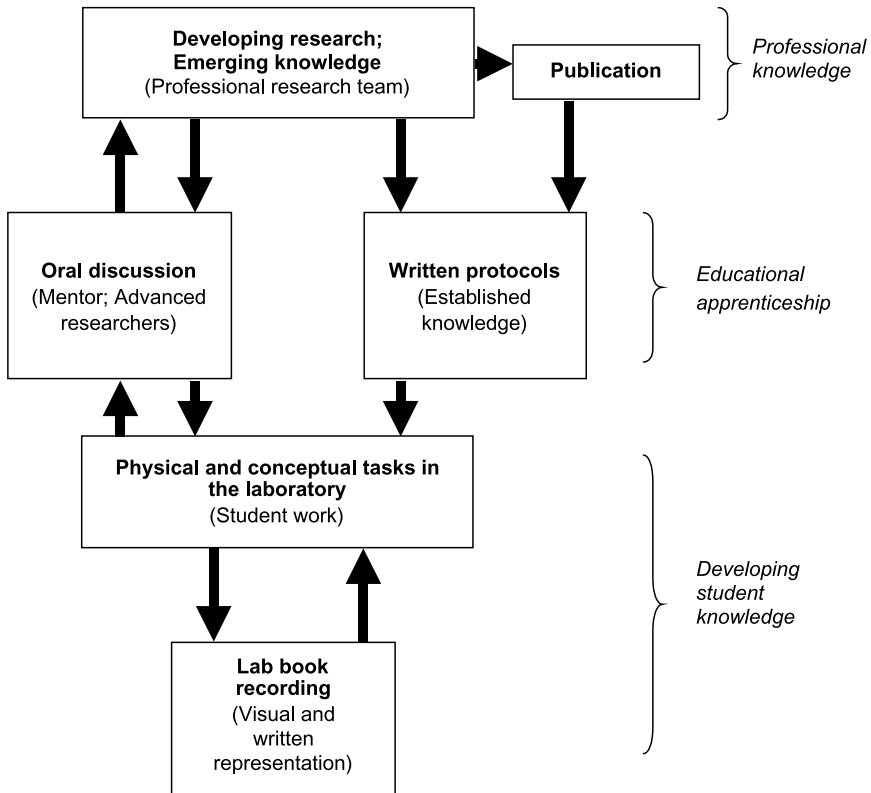 Developing research;
Emerging knowledge
(Professional research team)
Publication
Professional
knowledge
Oral discussion
(Mentor; Advanced
researchers)
Written protocols
(Established
knowledge)
Educational
apprenticeship
Physical and conceptual tasks in
the laboratory
(Student work)
Developing
student
knowledge
Lab book
recording
(Visual and
written
representation)